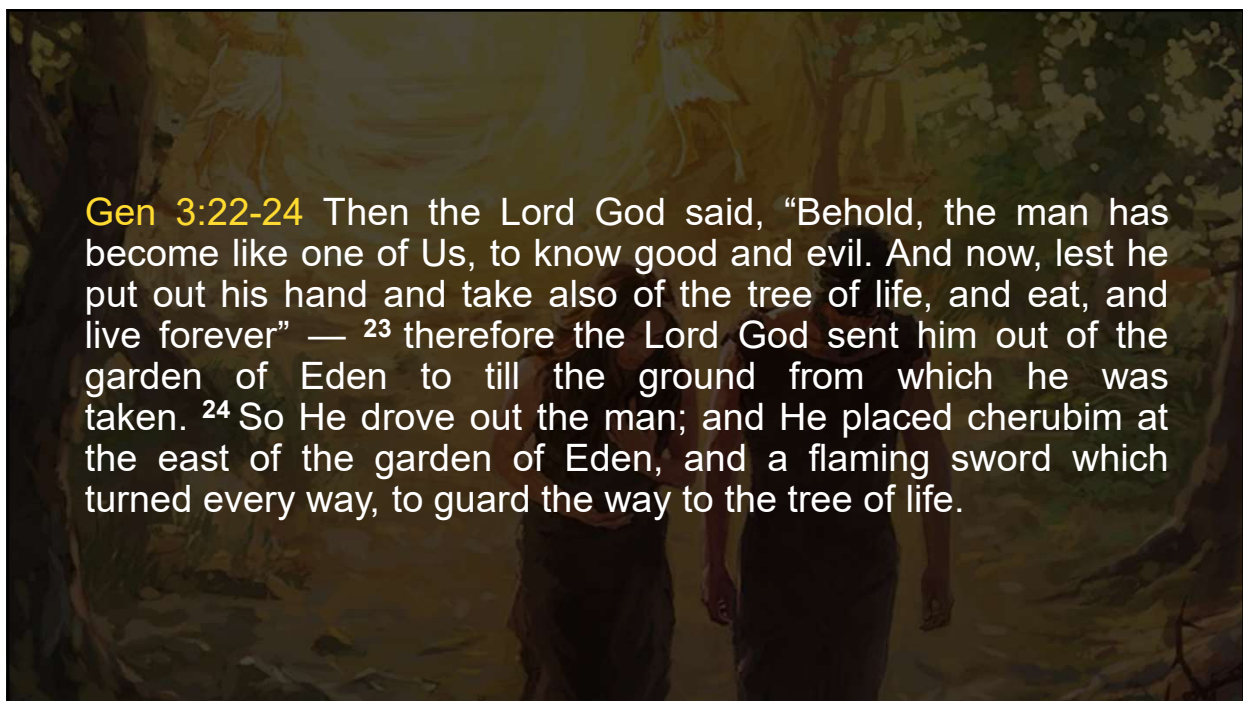 Gen 3:22-24 Then the Lord God said, “Behold, the man has
become like one of Us, to know good and evil. And now, lest he
put out his hand and take also of the tree of life, and eat, and
live forever” — 23 therefore the Lord God sent him out of the
garden of Eden to till the ground from which he was
taken. 24 So He drove out the man; and He placed cherubim at
the east of the garden of Eden, and a flaming sword which
turned every way, to guard the way to the tree of life.